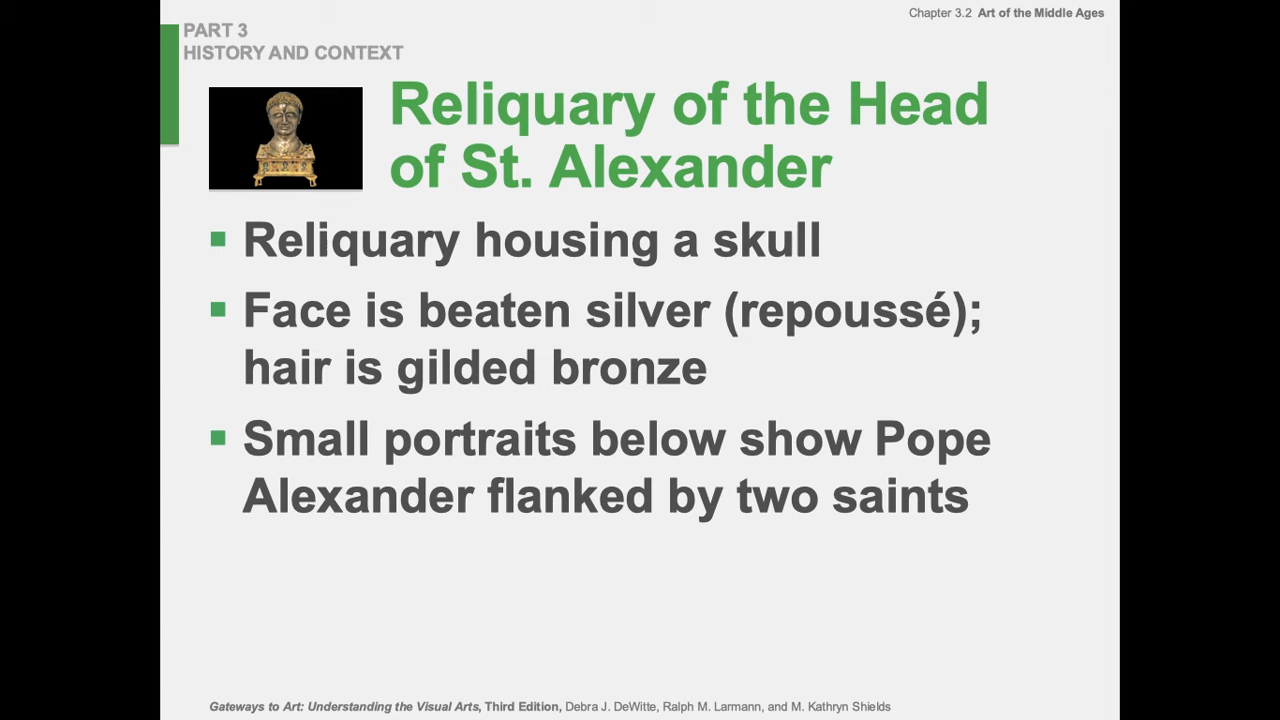 Chapter 3.2 Art of the Middle Ages
PART 3
HISTORY AND CONTEXT
Reliquary of the Head
of St. Alexander
Reliquary housing a skull
Face is beaten silver (repoussé);
hair is gilded bronze
Small portraits below show Pope
Alexander flanked by two saints
Gateways to Art: Understanding the Visual Arts, Third Edition, Debra J. DeWitte, Ralph M. Larmann, and M. Kathryn Shields